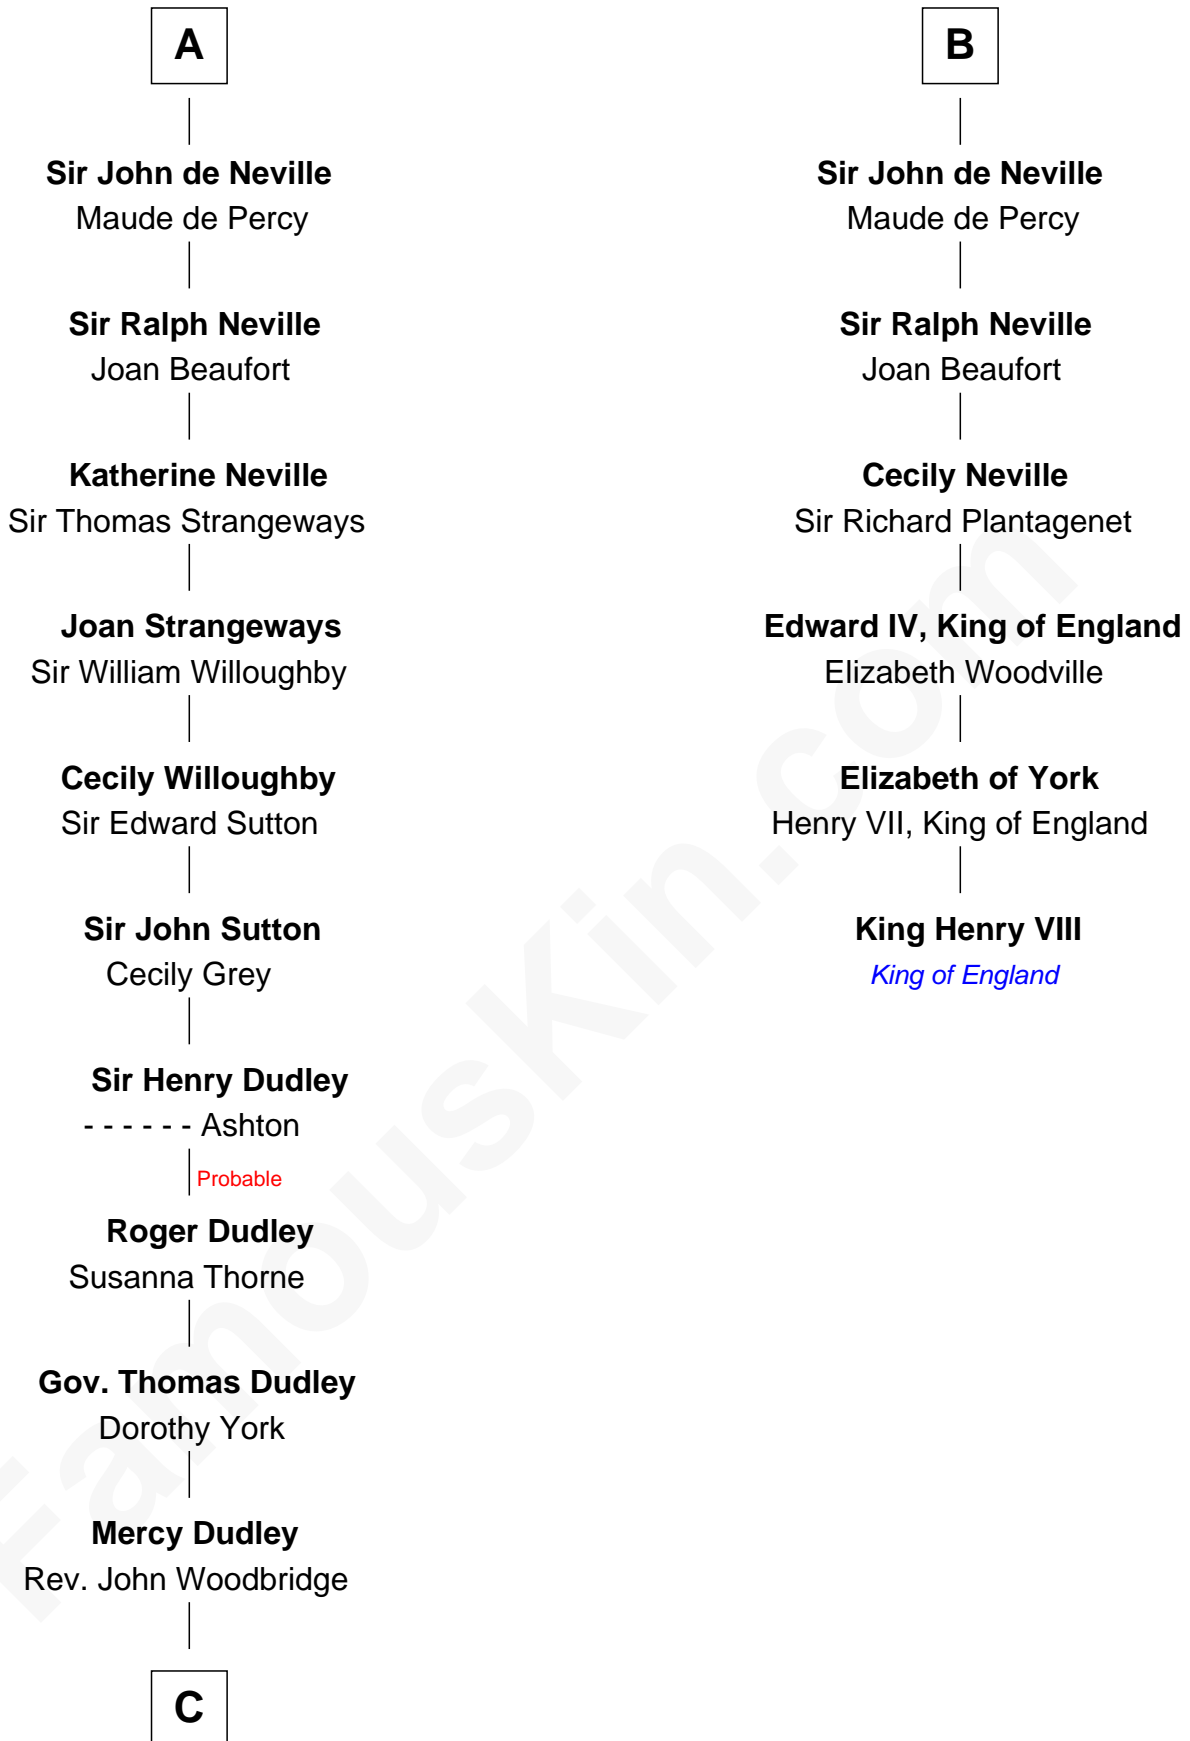 A
Sir John de Neville
Maude de Percy
Sir Ralph Neville
Joan Beaufort
Katherine Neville
Sir Thomas Strangeways
Joan Strangeways
Sir William Willoughby
Cecily Willoughby
Sir Edward Sutton
Sir John Sutton
Cecily Grey
Sir Henry Dudley
- - - - - - Ashton
Probable
Roger Dudley
Susanna Thorne
Gov. Thomas Dudley
Dorothy York
Mercy Dudley
Rev. John Woodbridge
C
B
Sir John de Neville
Maude de Percy
Sir Ralph Neville
Joan Beaufort
Cecily Neville
Sir Richard Plantagenet
Edward IV, King of England
Elizabeth Woodville
Elizabeth of York
Henry VII, King of England
King Henry VIII
King of England
FamousKin.com